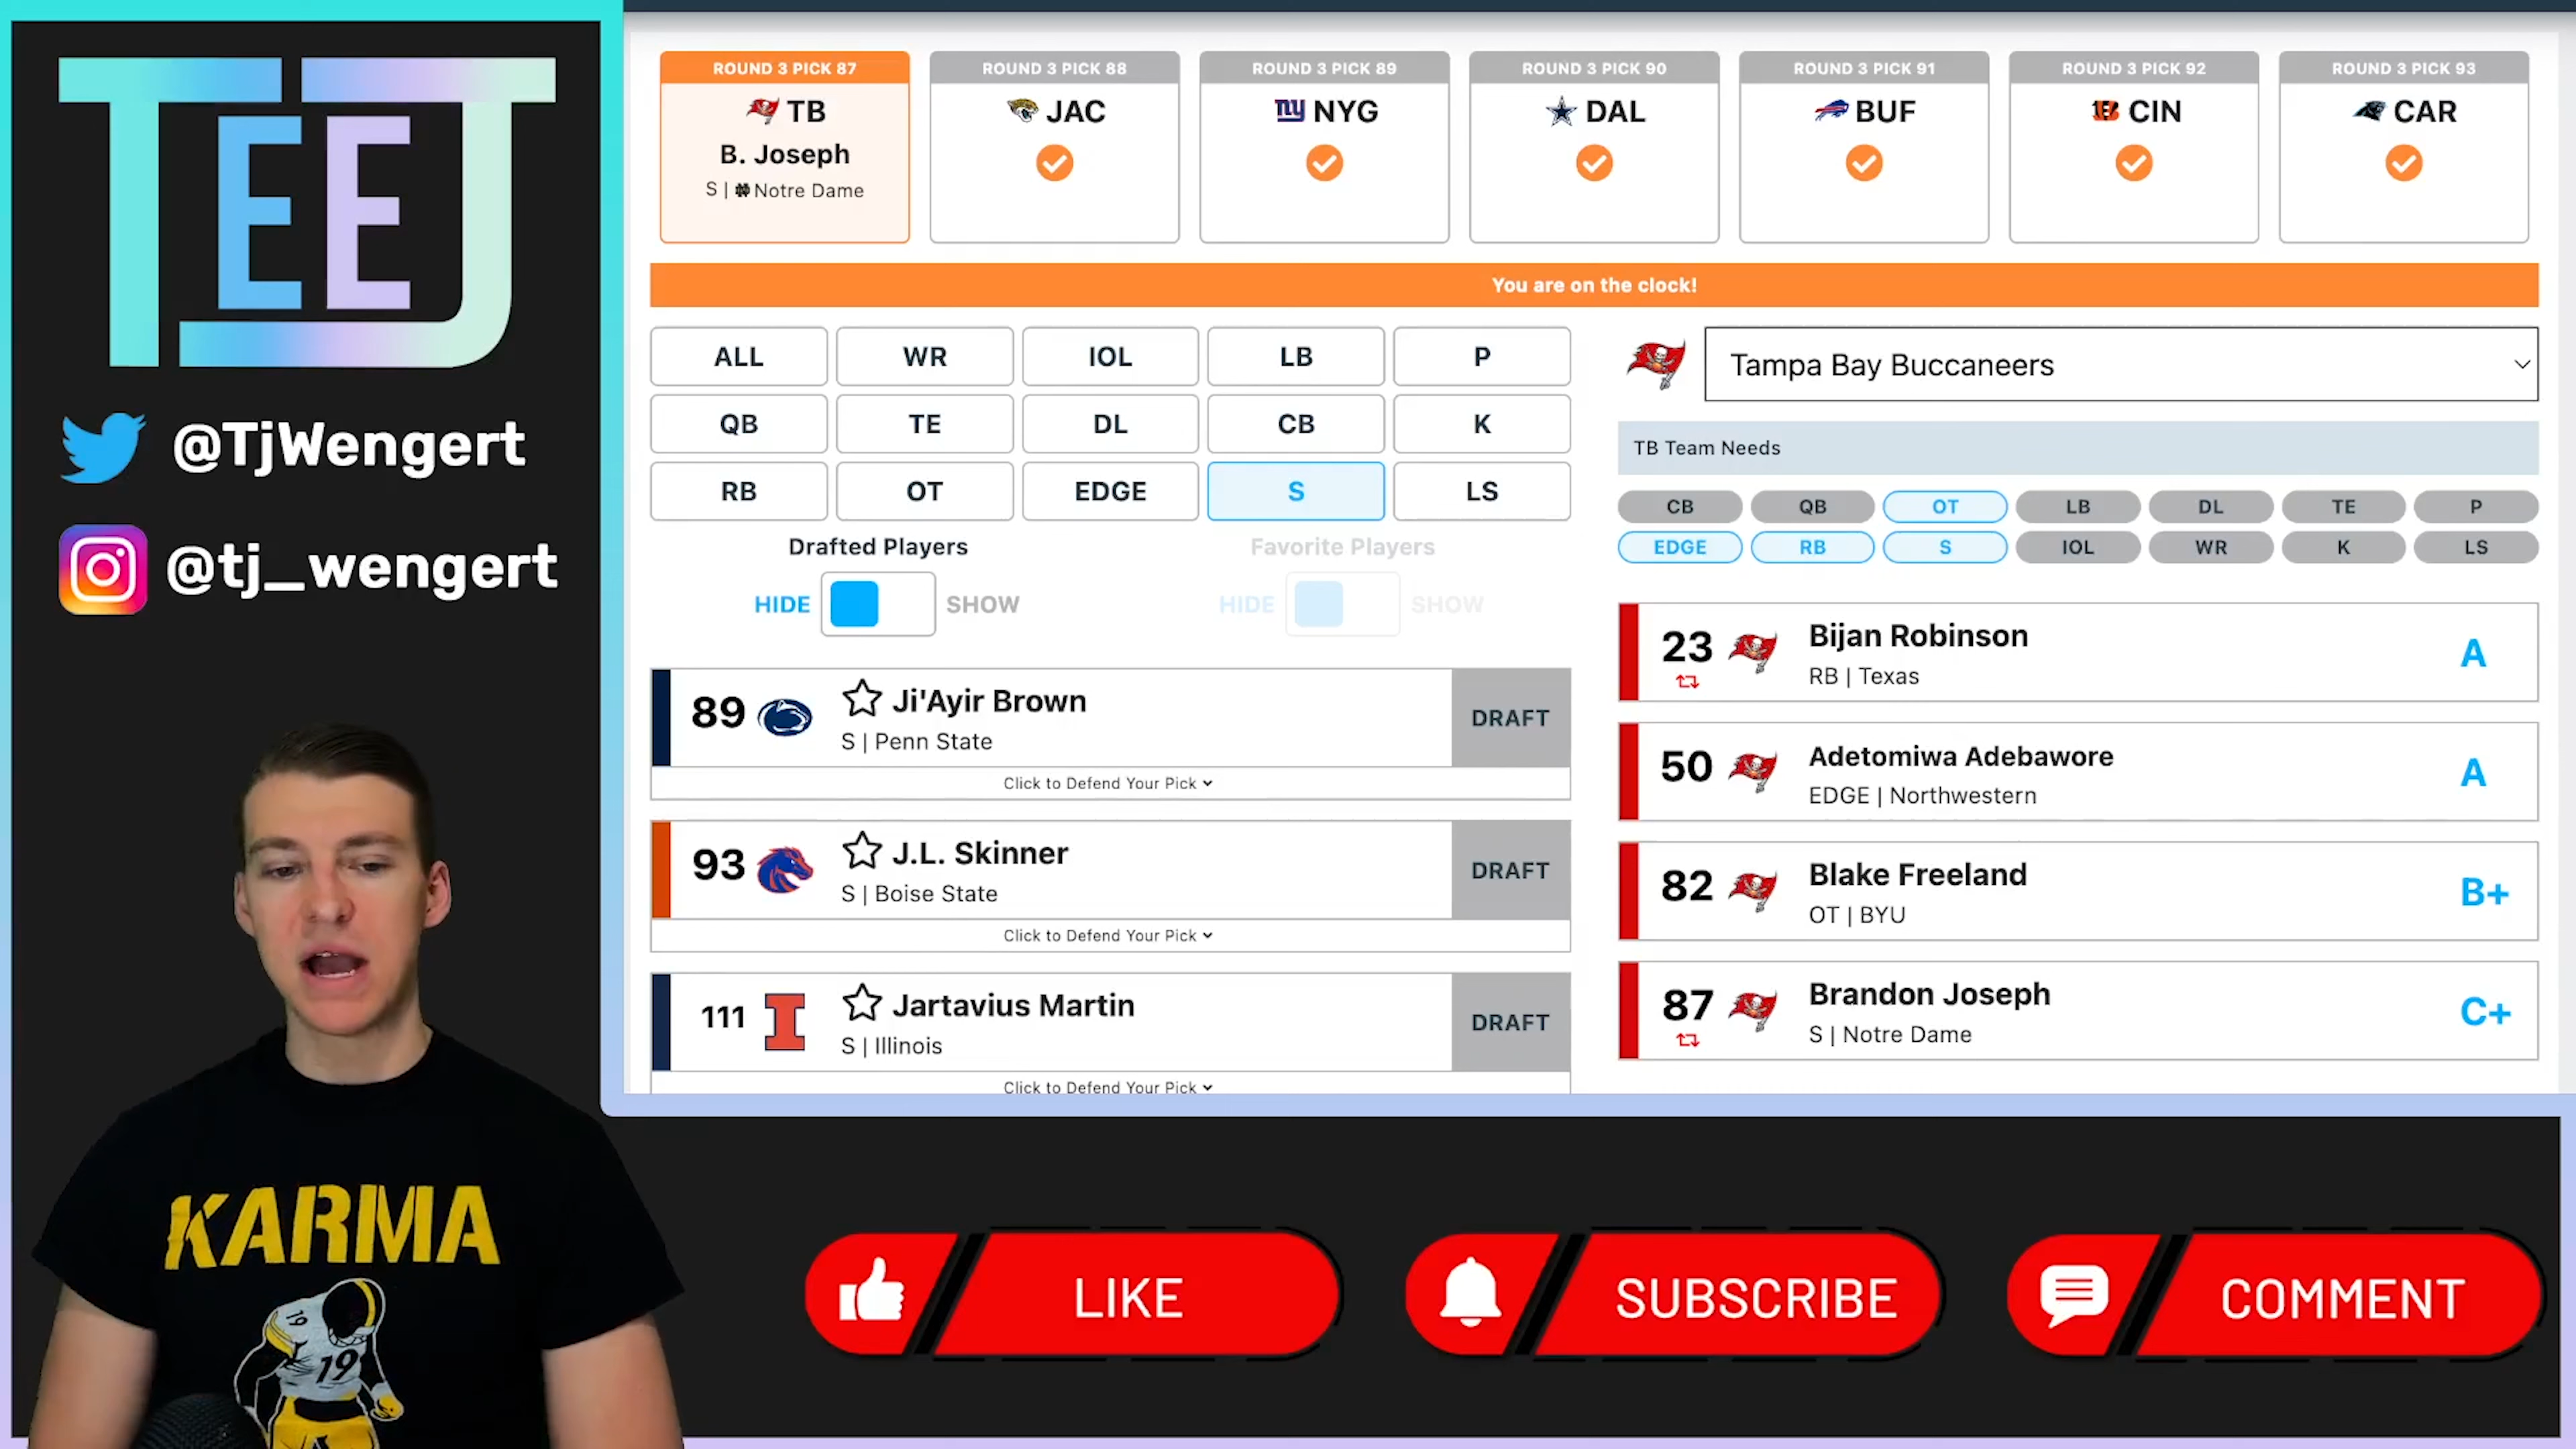 TEEJ
@TjWengert
@tj_wengert
KARMA
19
19
ROUND 3 PICK 87
TB
B. Joseph
S | Notre Dame
ROUND 3 PICK 88
JAC
ROUND 3 PICK 89
ny NYG
ROUND 3 PICK 90
DAL
ROUND 3 PICK 91
BUF
ROUND 3 PICK 92
CIN
ROUND 3 PICK 93
CAR
You are on the clock!
ALL WR IOL LB P
QB TE DL CB K
RB OT EDGE S LS
Drafted Players
HIDE SHOW
Favorite Players
HIDE SHOW
89 Ji'Ayir Brown
S | Penn State
DRAFT
Click to Defend Your Pick
93 J.L. Skinner
S | Boise State
DRAFT
Click to Defend Your Pick
111 Jartavius Martin
S | Illinois
DRAFT
Click to Defend Your Pick
Tampa Bay Buccaneers
TB Team Needs
CB QB OT LB DL TE P
EDGE RB S IOL WR K LS
23 Bijan Robinson
RB | Texas
A
50 Adetomiwa Adebawore
EDGE | Northwestern
A
82 Blake Freeland
OT | BYU
B+
87 Brandon Joseph
S | Notre Dame
C+
LIKE
SUBSCRIBE
COMMENT